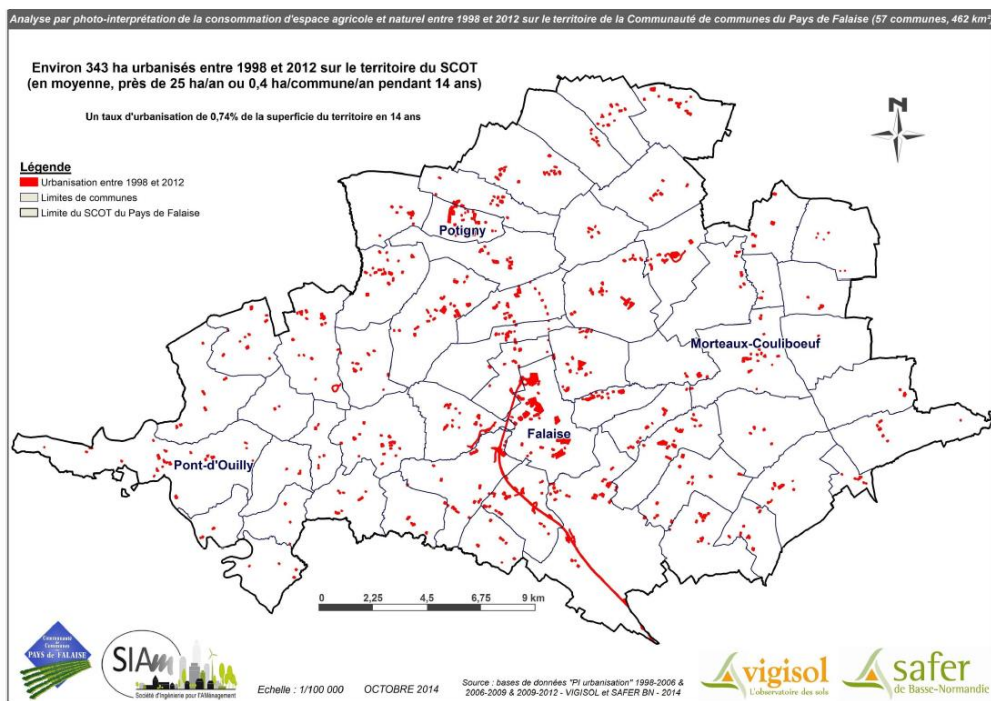 Analyse par photo-interprétation de la consommation d'espace agricole et naturel entre 1998 et 2012 sur le territoire de la Communauté de communes du Pays de Falaise (57 communes, 462 km²)
Environ 343 ha urbanisés entre 1998 et 2012 sur le territoire du SCOT
(en moyenne, près de 25 ha/an ou 0,4 ha/commune/an pendant 14 ans)
Un taux d'urbanisation de 0,74% de la superficie du territoire en 14 ans
N
Légende
Urbanisation entre 1998 et 2012
Limites de communes
Limite du SCOT du Pays de Falaise
Potigny
Morteaux-Couliboeuf
Falaise
Pont-d'Ouilly
0 2,25 4,5 6,75 9 km
Communauté
de Communes
PAYS de FALAISE
SIAm
Société d'Ingénierie pour l'Aménagement
Echelle : 1/100 000 OCTOBRE 2014
Source : bases de données "PI urbanisation" 1998-2006 &
2006-2009 & 2009-2012 - VIGISOL et SAFER BN - 2014
vigisol
L'observatoire des sols
safer
de Basse-Normandie